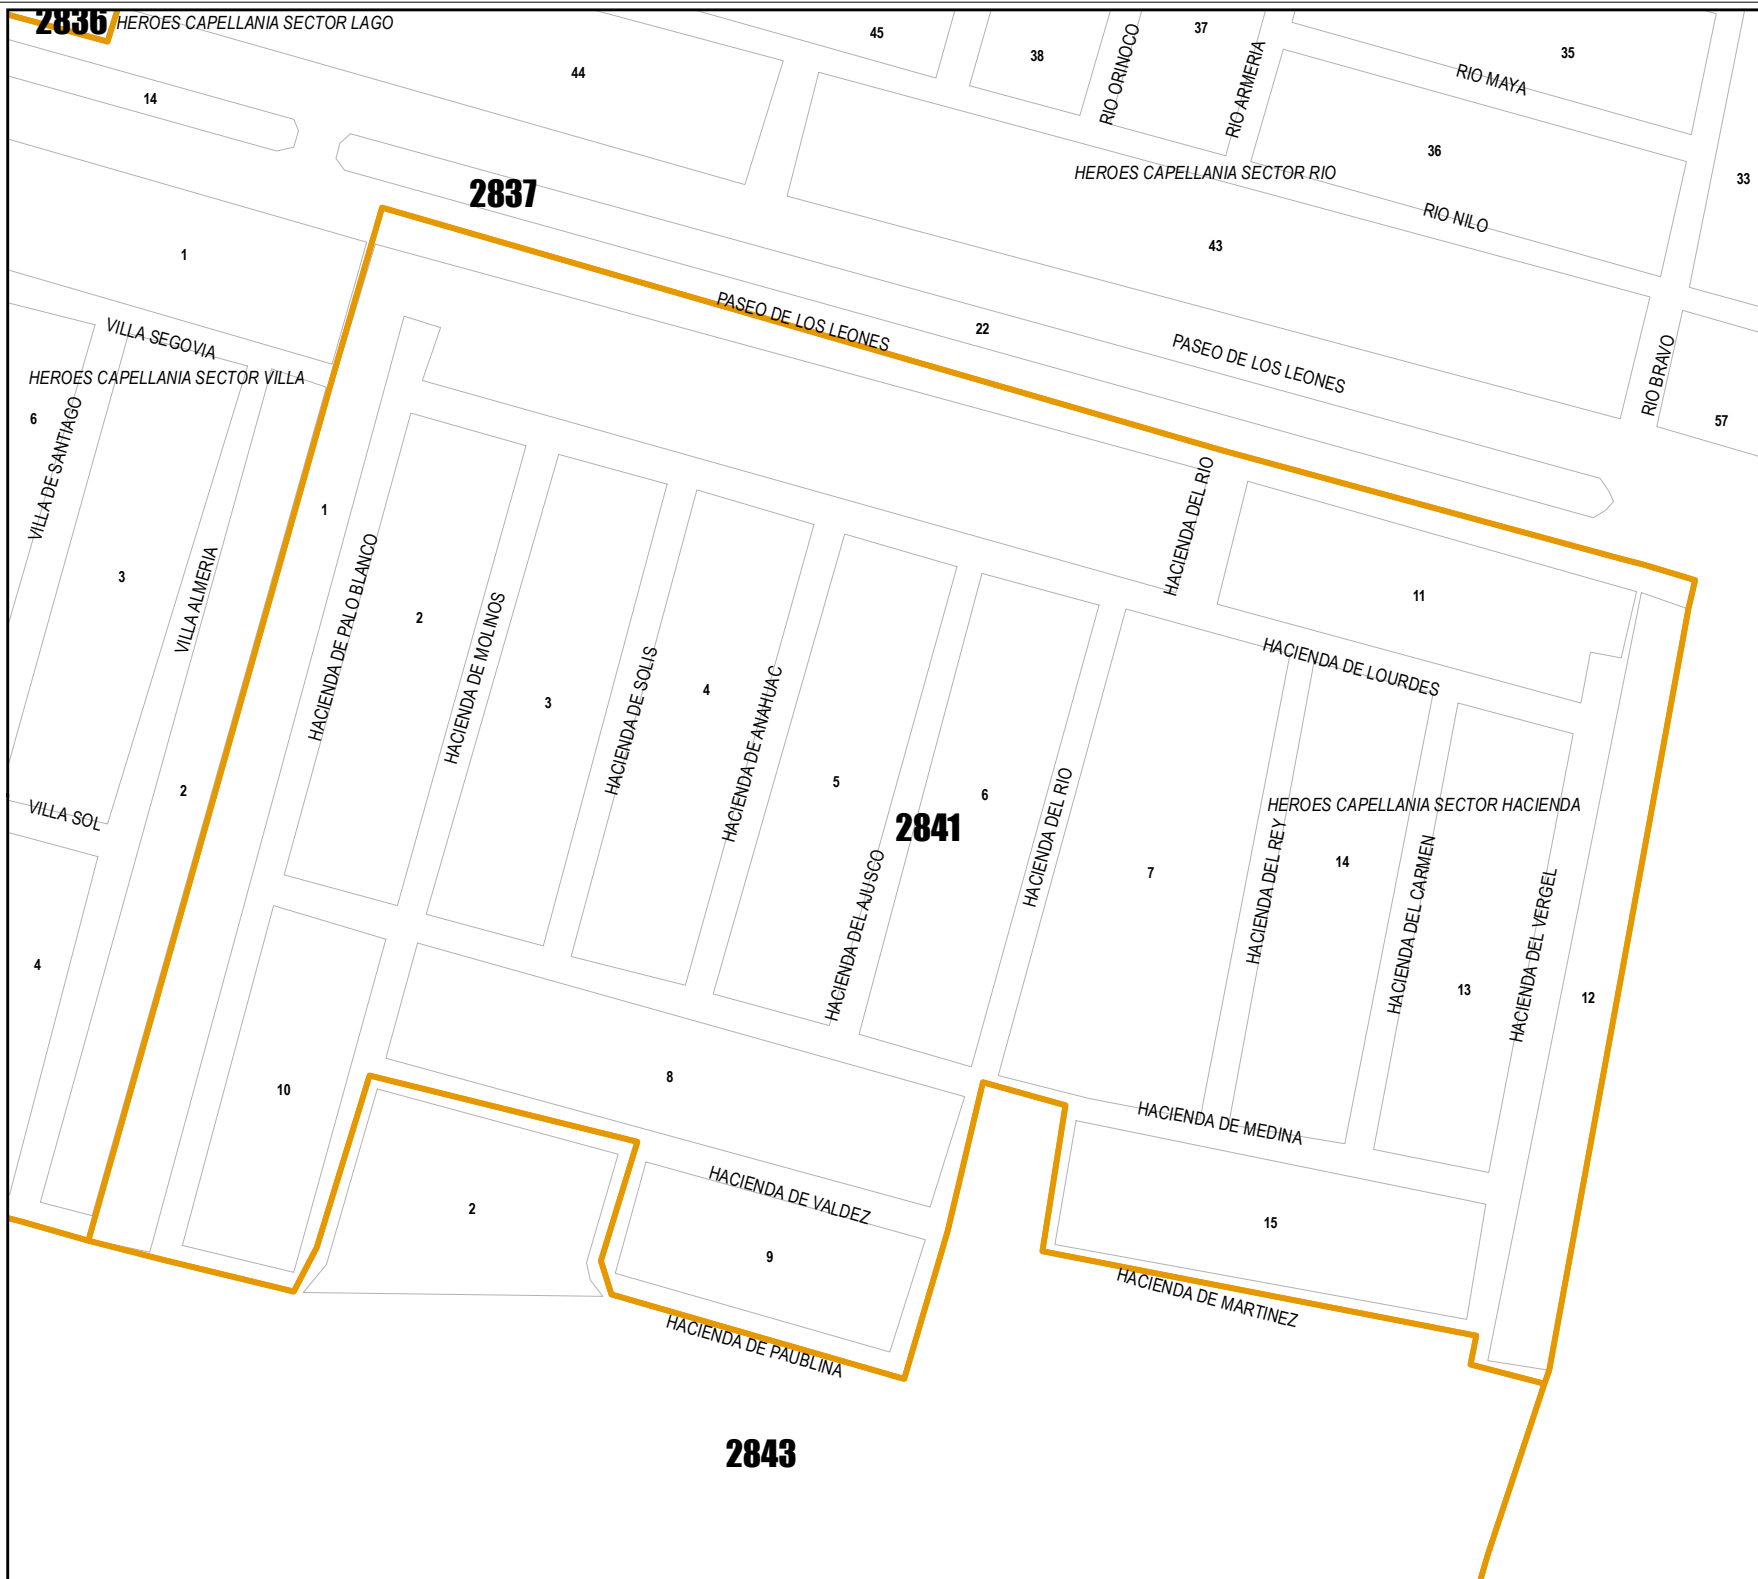 2836
HEROES CAPELLANIA SECTOR LAGO
45
37
35
38
RIO ORINOCO
RIO ARMERIA
RIO MAYA
44
14
36
33
HEROES CAPELLANIA SECTOR RIO
2837
RIO NILO
43
1
PASEO DE LOS LEONES
22
PASEO DE LOS LEONES
VILLA SEGOVIA
RIO BRAVO
HEROES CAPELLANIA SECTOR VILLA
6
57
VILLA DE SANTIAGO
1
HACIENDA DEL RIO
3
VILLA ALMERIA
11
2
HACIENDA DE PALO BLANCO
HACIENDA DE MOLINOS
HACIENDA DE LOURDES
3
HACIENDA DE SOLIS
4
HACIENDA DE ANAHUAC
2
5
6
HEROES CAPELLANIA SECTOR HACIENDA
VILLA SOL
2841
HACIENDA DEL RIO
7
14
HACIENDA DEL REY
HACIENDA DEL CARMEN
HACIENDA DEL AJUSCO
HACIENDA DEL VERGEL
4
13
12
10
8
HACIENDA DE MEDINA
2
HACIENDA DE VALDEZ
15
9
HACIENDA DE MARTINEZ
HACIENDA DE PAUBLINA
2843